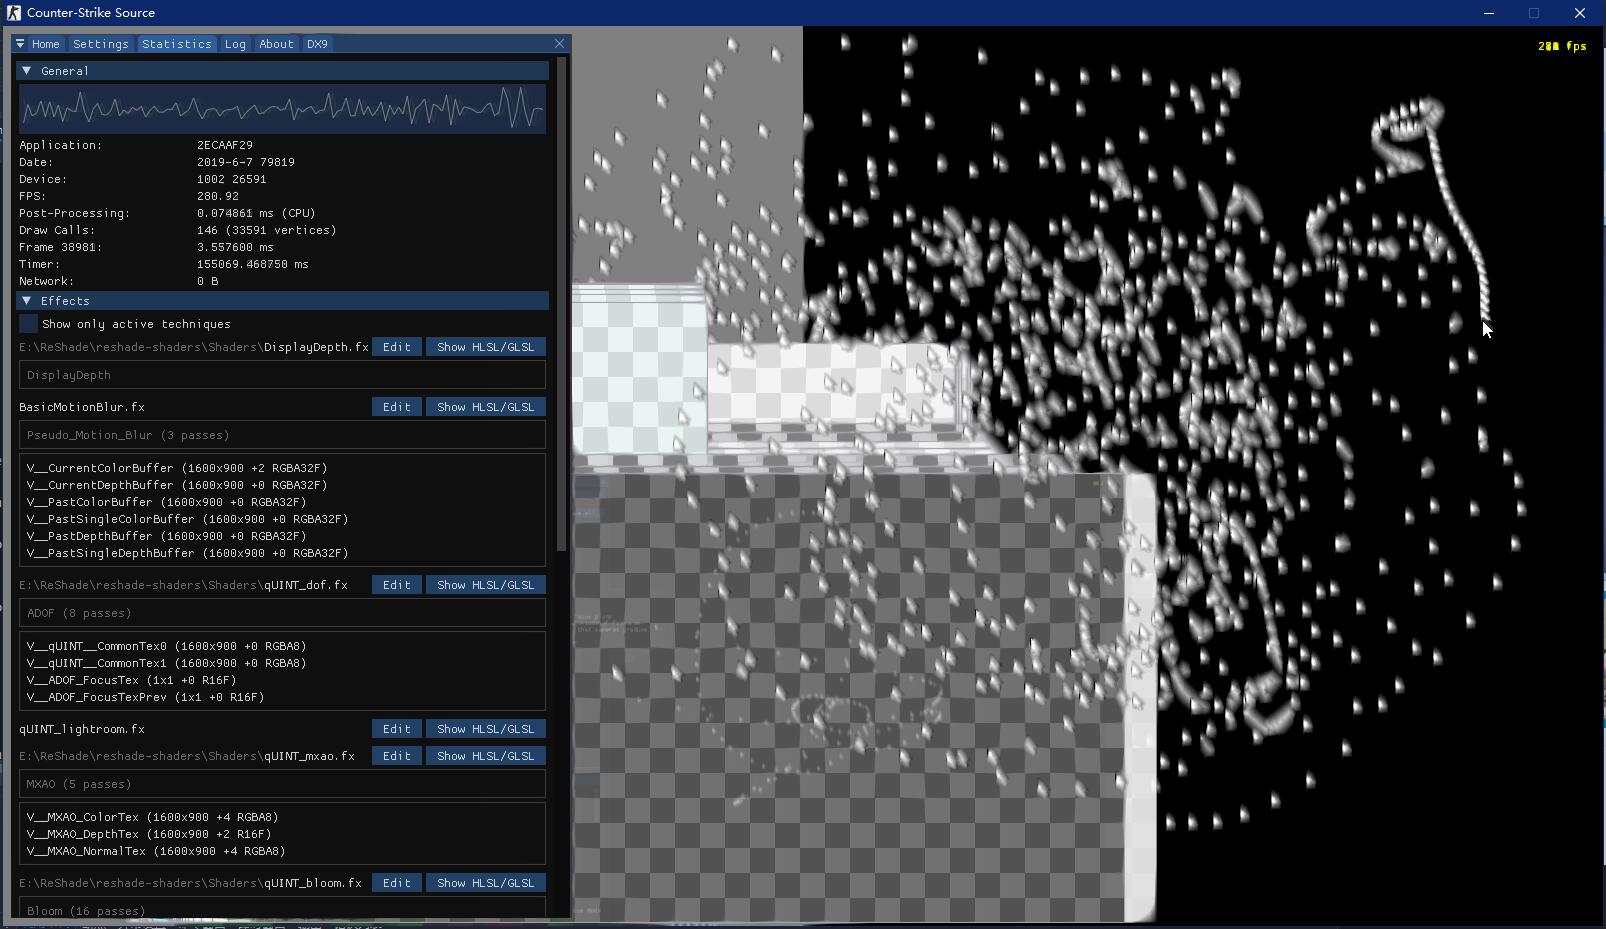 Counter-Strike Source
Home Settings Statistics Log About DX9
fps
General
Application: 2ECAAF29
Date: 2019-6-7 79819
Device: 1002 26591
FPS: 280.92
Post-Processing: 0.074861 ms (CPU)
Draw Calls: 146 (33591 vertices)
Frame 38981: 3.557600 ms
Timer: 155069.468750 ms
Network: 0 B
Effects
Show only active techniques
E:\ReShade\reshade-shaders\Shaders\DisplayDepth.fx Edit Show HLSL/GLSL
DisplayDepth
BasicMotionBlur.fx Edit Show HLSL/GLSL
Pseudo_Motion_Blur (3 passes)
V__CurrentColorBuffer (1600x900 +2 RGBA32F)
V__CurrentDepthBuffer (1600x900 +0 RGBA32F)
V__PastColorBuffer (1600x900 +0 RGBA32F)
V__PastSingleColorBuffer (1600x900 +0 RGBA32F)
V__PastDepthBuffer (1600x900 +0 RGBA32F)
V__PastSingleDepthBuffer (1600x900 +0 RGBA32F)
E:\ReShade\reshade-shaders\Shaders\qUINT_dof.fx Edit Show HLSL/GLSL
ADOF (8 passes)
V__qUINT__CommonTex0 (1600x900 +0 RGBA8)
V__qUINT__CommonTex1 (1600x900 +0 RGBA8)
V__ADOF_FocusTex (1x1 +0 R16F)
V__ADOF_FocusTexPrev (1x1 +0 R16F)
qUINT_lightroom.fx Edit Show HLSL/GLSL
E:\ReShade\reshade-shaders\Shaders\qUINT_mxao.fx Edit Show HLSL/GLSL
MXAO (5 passes)
V__MXAO_ColorTex (1600x900 +4 RGBA8)
V__MXAO_DepthTex (1600x900 +2 R16F)
V__MXAO_NormalTex (1600x900 +4 RGBA8)
E:\ReShade\reshade-shaders\Shaders\qUINT_bloom.fx Edit Show HLSL/GLSL
Bloom (16 passes)